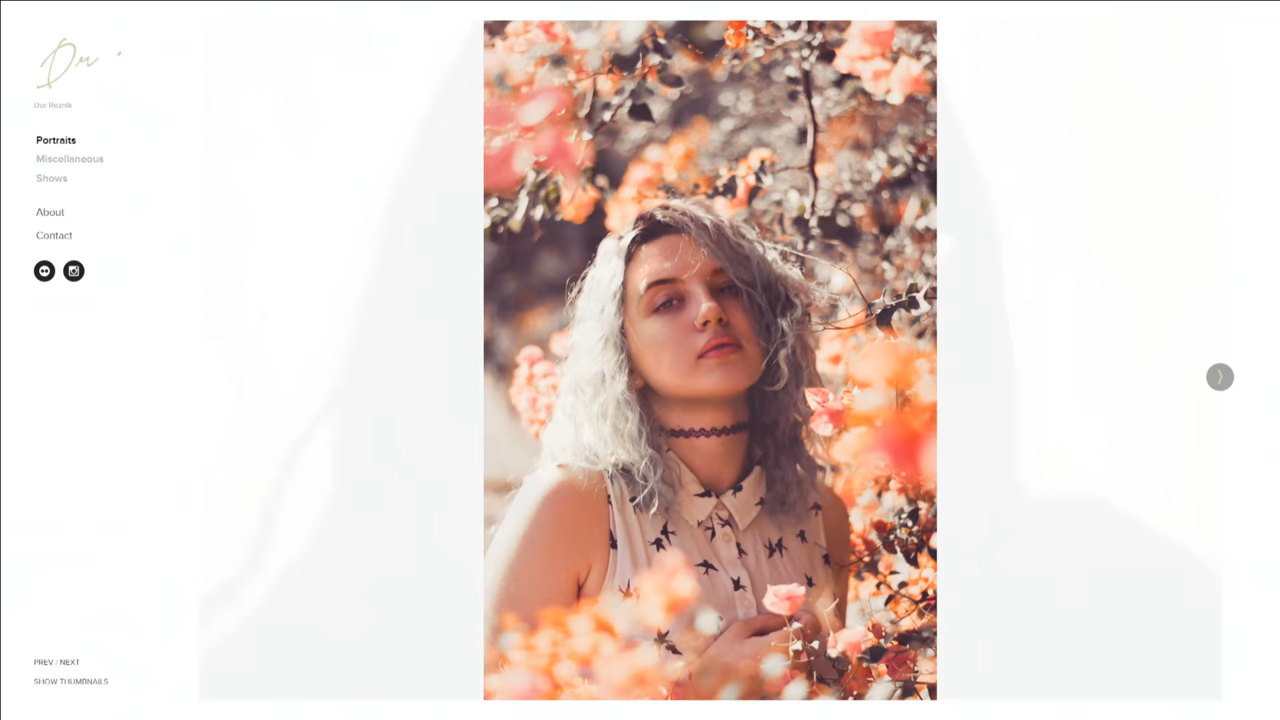 Dor Reznik
Portraits
Miscellaneous
Shows
About
Contact
PREV / NEXT
SHOW THUMBNAILS